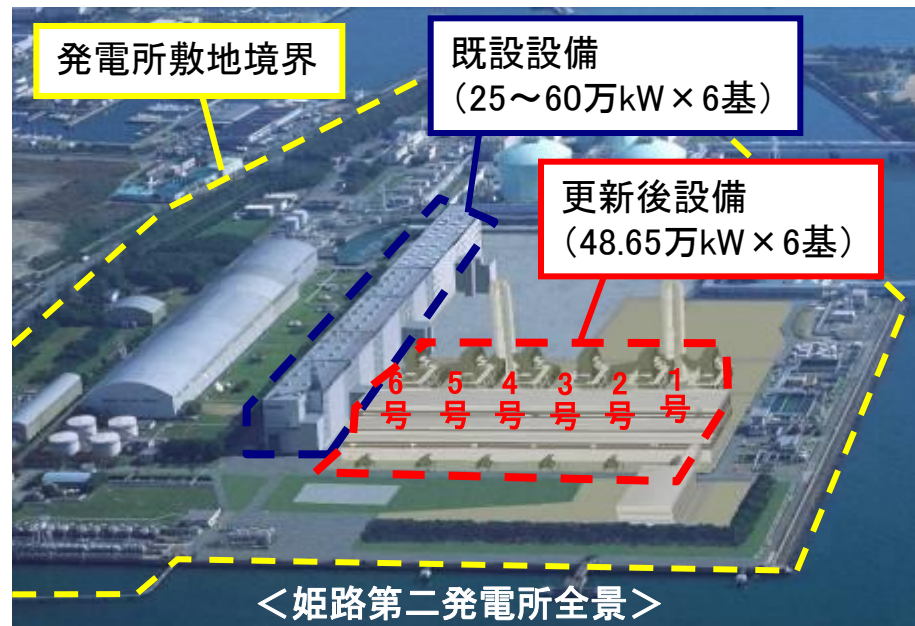 発電所敷地境界
既設設備
（25～60万kW×6基）
更新後設備
（48.65万kW×6基）
6号
5号
4号
3号
2号
1号
＜姫路第二発電所全景＞